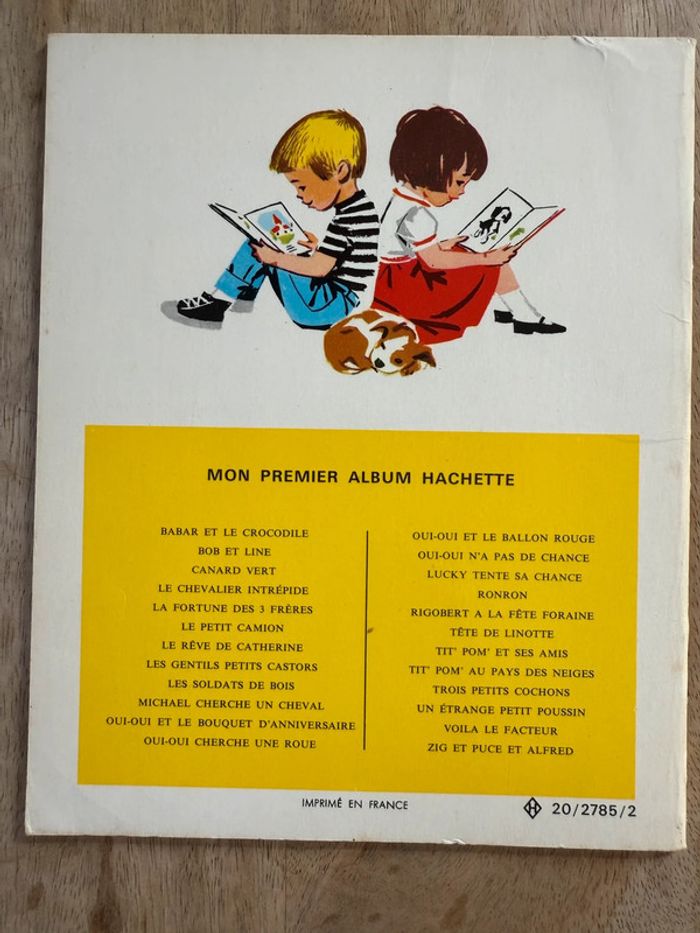 MON PREMIER ALBUM HACHETTE
BABAR ET LE CROCODILE
BOB ET LINE
CANARD VERT
LE CHEVALIER INTRÉPIDE
LA FORTUNE DES 3 FRÈRES
LE PETIT CAMION
LE RÊVE DE CATHERINE
LES GENTILS PETITS CASTORS
LES SOLDATS DE BOIS
MICHAEL CHERCHE UN CHEVAL
OUI-OUI ET LE BOUQUET D'ANNIVERSAIRE
OUI-OUI CHERCHE UNE ROUE
OUI-OUI ET LE BALLON ROUGE
OUI-OUI N'A PAS DE CHANCE
LUCKY TENTE SA CHANCE
RONRON
RIGOBERT A LA FÊTE FORAINE
TÊTE DE LINOTTE
TIT' POM' ET SES AMIS
TIT' POM' AU PAYS DES NEIGES
TROIS PETITS COCHONS
UN ÉTRANGE PETIT POUSSIN
VOILA LE FACTEUR
ZIG ET PUCE ET ALFRED
IMPRIMÉ EN FRANCE
H 20/2785/2